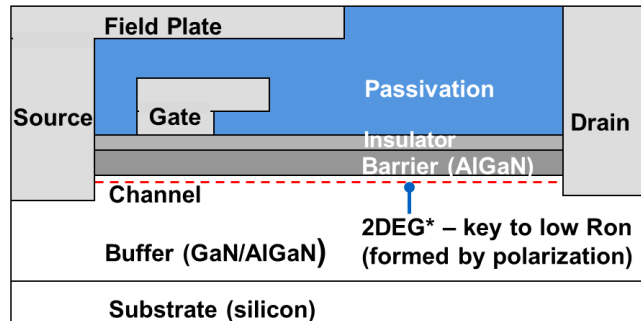 Field Plate
Passivation
Source
Gate
Drain
Insulator
Barrier (AlGaN)
Channel
2DEG* – key to low Ron
(formed by polarization)
Buffer (GaN/AlGaN)
Substrate (silicon)